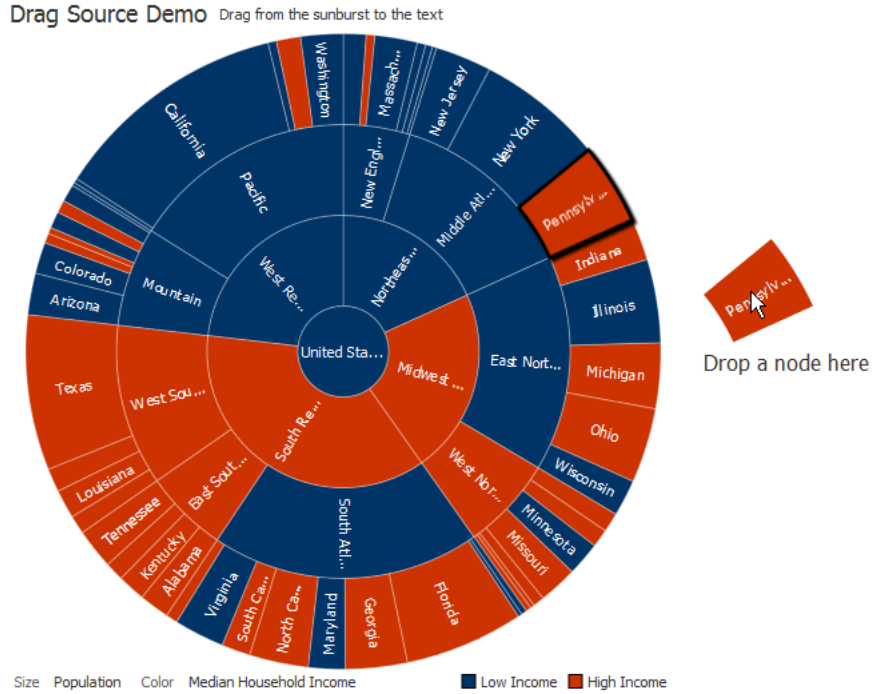 Drag Source Demo Drag from the sunburst to the text
Washington
Massach...
New Jersey
New York
California
Pacific
New Engl...
Middle Atl...
Pennsylv...
Indiana
Illinois
Colorado
Arizona
Mountain
West Re...
Northeas...
Pennsylv...
Drop a node here
United Sta...
Midwest ...
East Nort...
Michigan
Ohio
Wisconsin
Texas
West Sou...
South Re...
West Nor...
Minnesota
Missouri
Louisiana
Tennessee
Kentucky
Alabama
East Sout...
South Atl...
Virginia
South Ca...
North Ca...
Maryland
Georgia
Florida
Size Population Color Median Household Income Low Income High Income